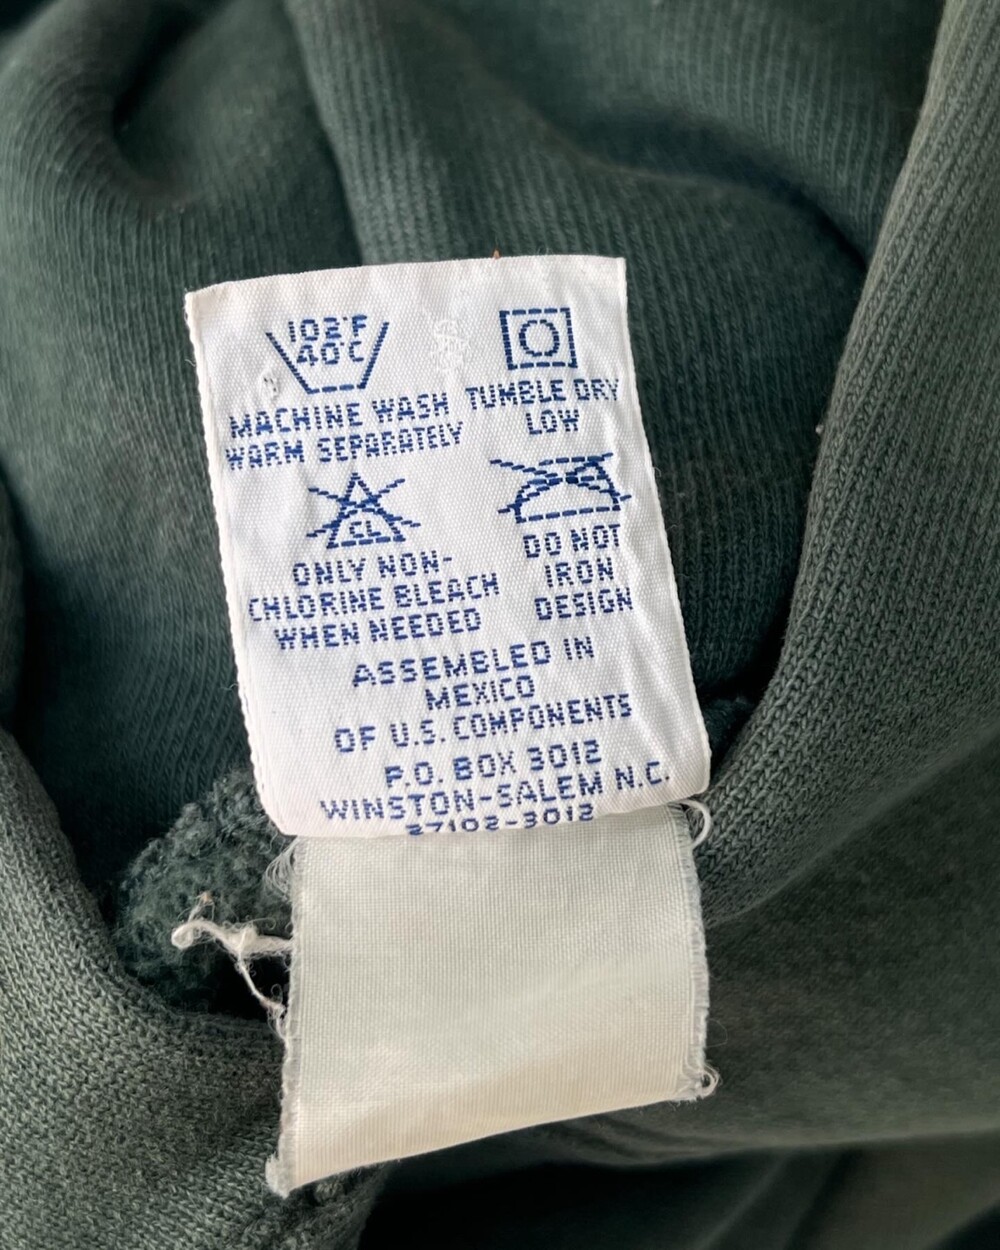 102°F
40°C
MACHINE WASH
WARM SEPARATELY
TUMBLE DRY
LOW
CL
ONLY NON-
CHLORINE BLEACH
WHEN NEEDED
DO NOT
IRON
DESIGN
ASSEMBLED IN
MEXICO
OF U.S. COMPONENTS
P.O. BOX 3012
WINSTON-SALEM N.C.
27102-3012